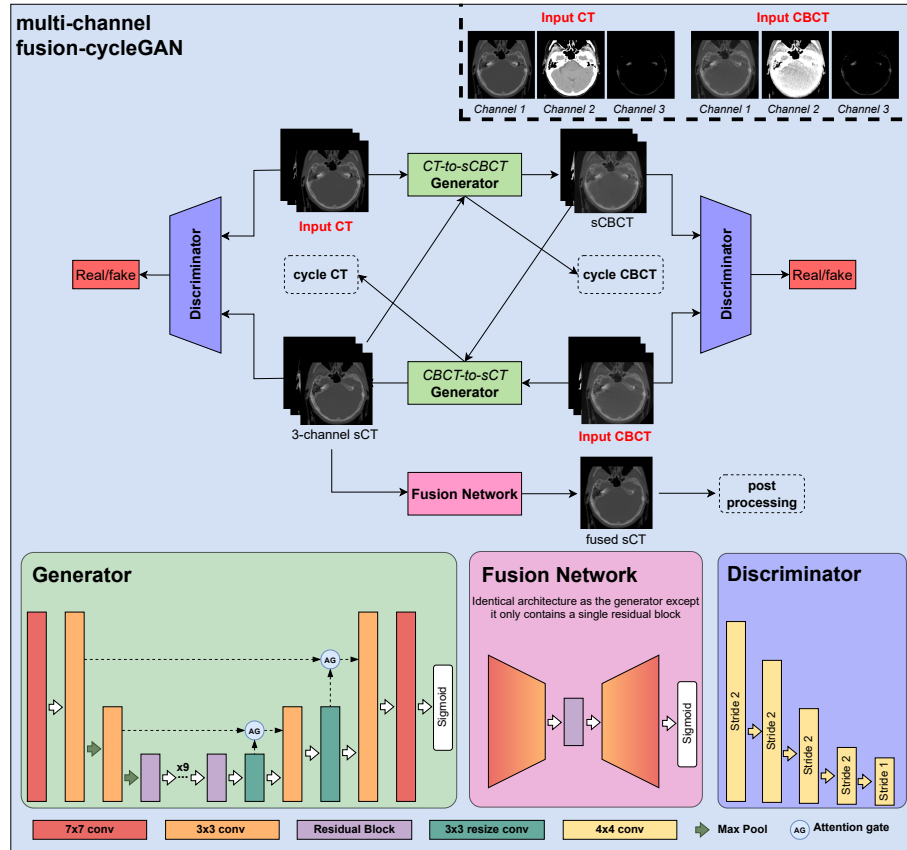 multi-channel
fusion-cycleGAN
Input CT
Input CBCT
Channel 1
Channel 2
Channel 3
Channel 1
Channel 2
Channel 3
CT-to-sCBCT
Generator
Input CT
sCBCT
Discriminator
Real/fake
cycle CT
cycle CBCT
Discriminator
Real/fake
CBCT-to-sCT
Generator
3-channel sCT
Input CBCT
Fusion Network
fused sCT
post
processing
Generator
AG
AG
x9
Sigmoid
Fusion Network
Identical architecture as the generator except
it only contains a single residual block
Sigmoid
Discriminator
Stride 2
Stride 2
Stride 2
Stride 2
Stride 1
7x7 conv
3x3 conv
Residual Block
3x3 resize conv
4x4 conv
Max Pool
AG
Attention gate